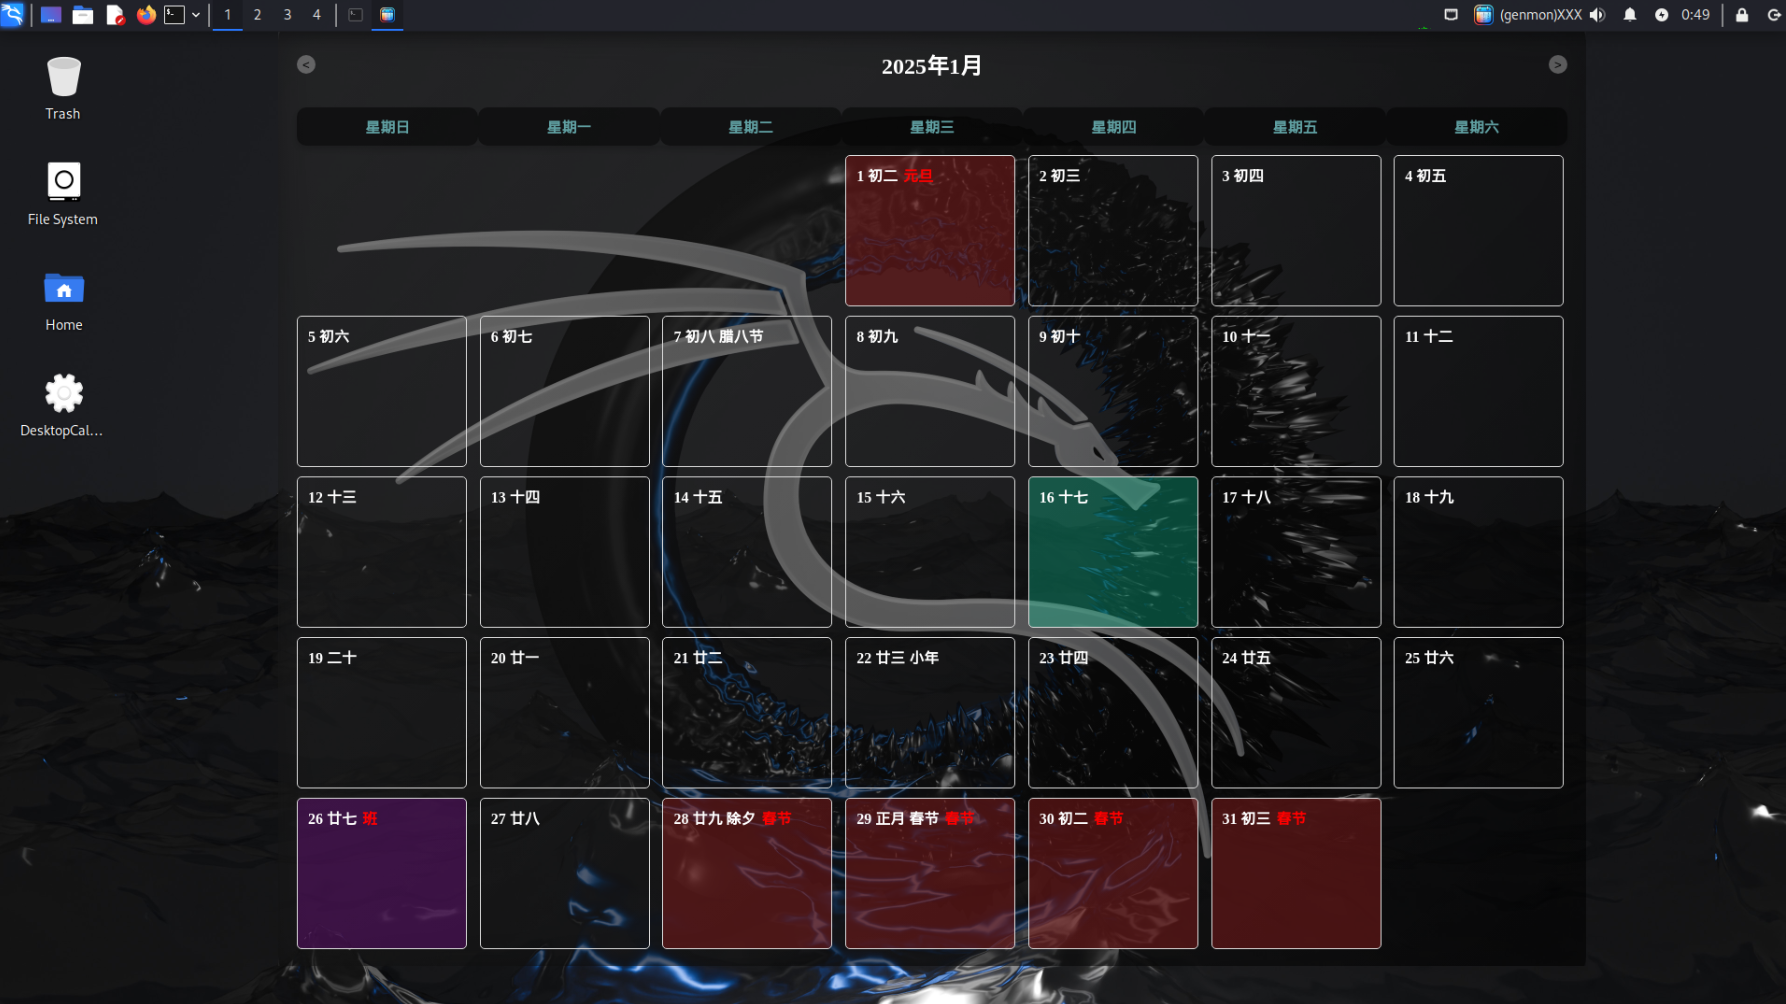 1 2 3 4
(genmon)XXX 0:49
Trash
File System
Home
DesktopCal...
< 2025年1月 >
星期日 星期一 星期二 星期三 星期四 星期五 星期六
1 初二 元旦 2 初三 3 初四 4 初五
5 初六 6 初七 7 初八 腊八节 8 初九 9 初十 10 十一 11 十二
12 十三 13 十四 14 十五 15 十六 16 十七 17 十八 18 十九
19 二十 20 廿一 21 廿二 22 廿三 小年 23 廿四 24 廿五 25 廿六
26 廿七 班 27 廿八 28 廿九 除夕 春节 29 正月 春节 春节 30 初二 春节 31 初三 春节